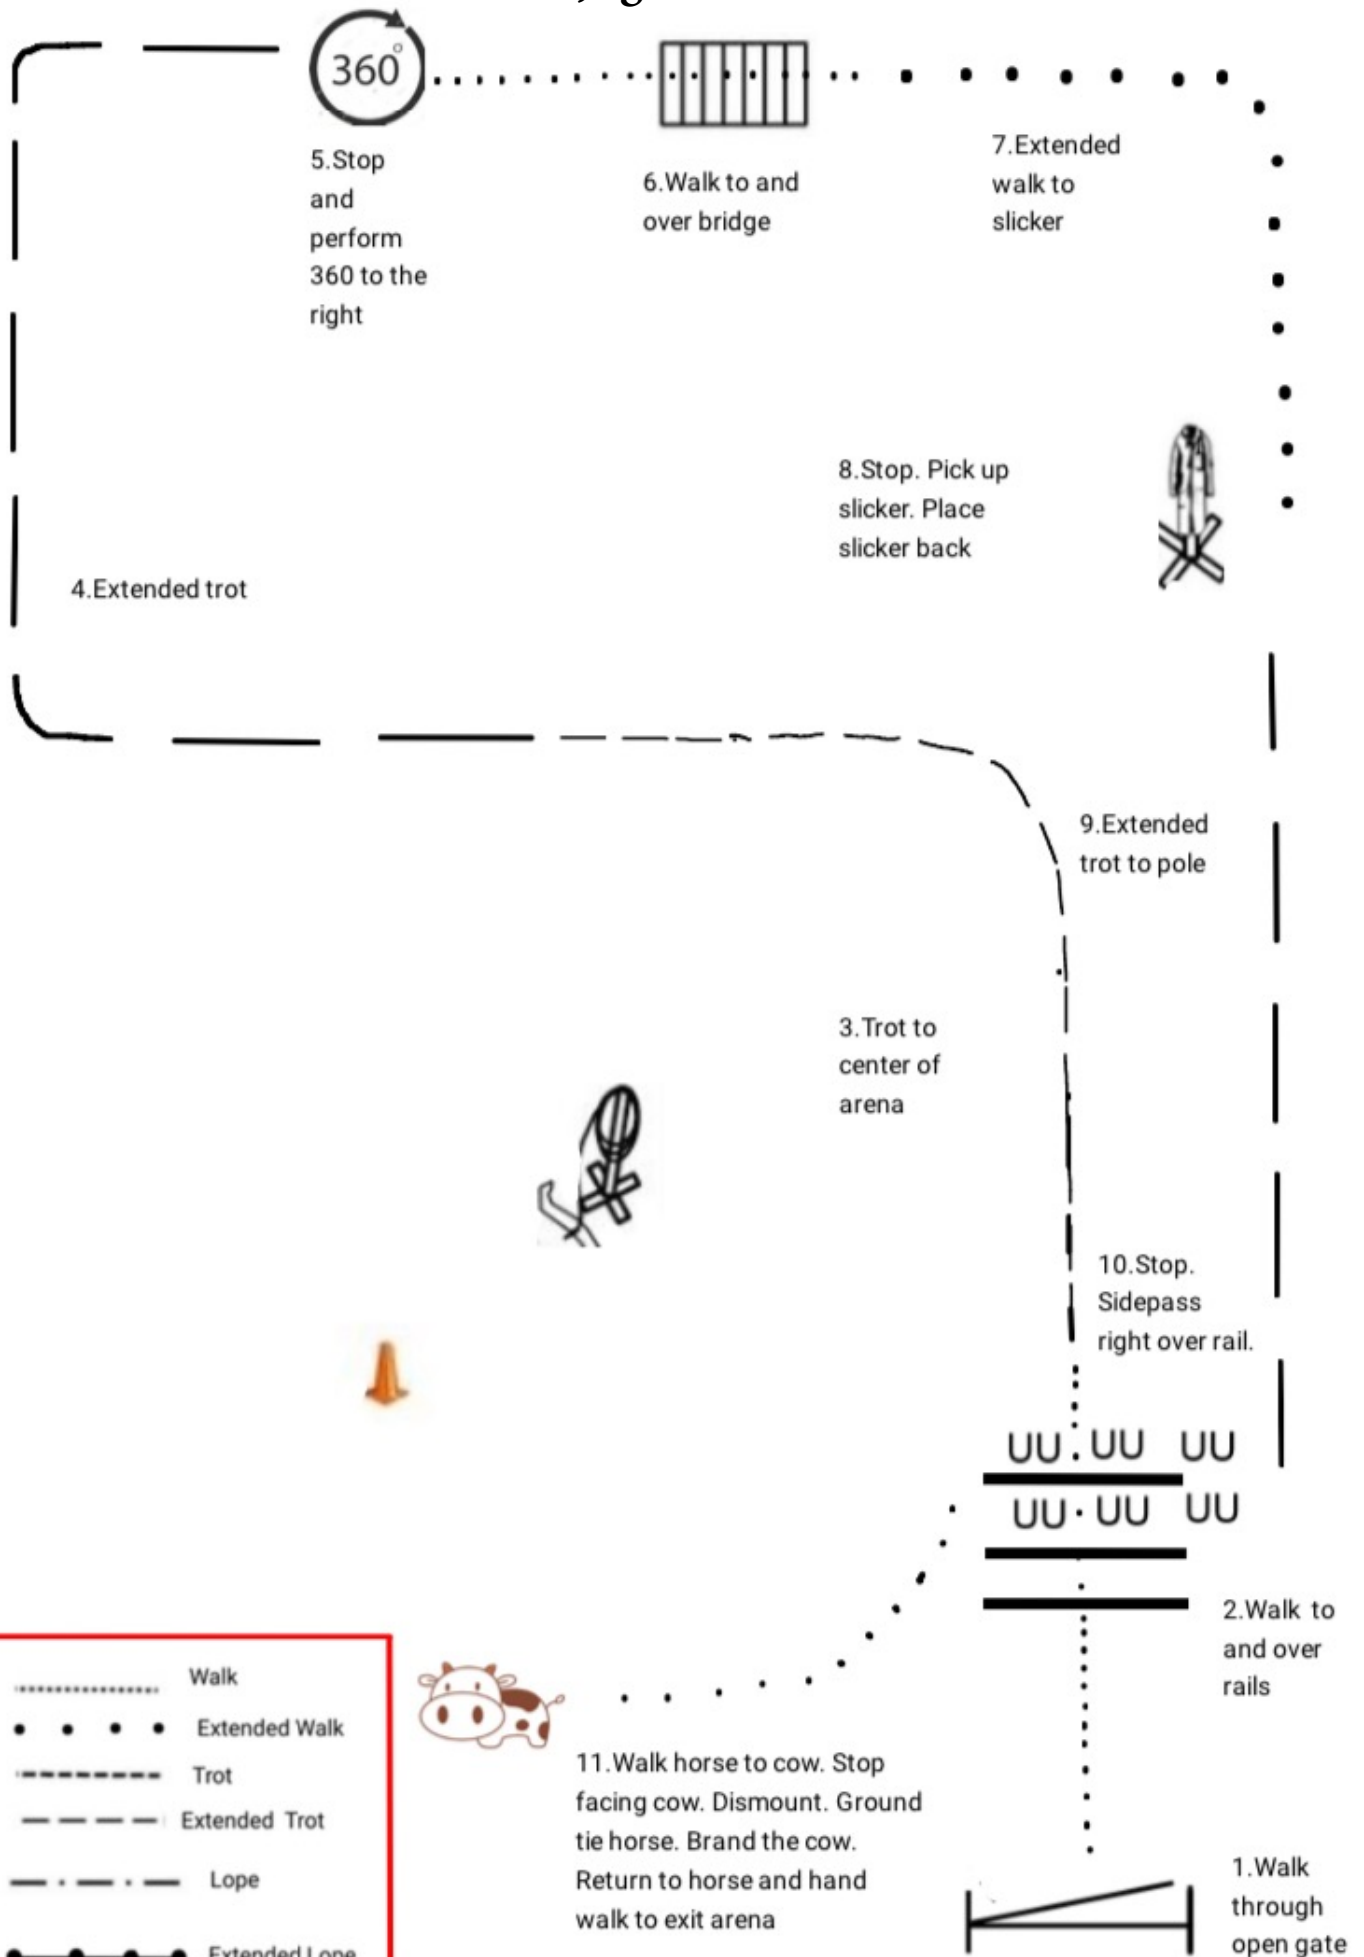 360°
5.Stop
and
perform
360 to the
right
6.Walk to and
over bridge
7.Extended
walk to
slicker
8.Stop. Pick up
slicker. Place
slicker back
4.Extended trot
9.Extended
trot to pole
3.Trot to
center of
arena
10.Stop.
Sidepass
right over rail.
UU UU UU
UU UU UU
2.Walk to
and over
rails
Walk
Extended Walk
Trot
Extended Trot
Lope
Extended Lope
11.Walk horse to cow. Stop
facing cow. Dismount. Ground
tie horse. Brand the cow.
Return to horse and hand
walk to exit arena
1.Walk
through
open gate